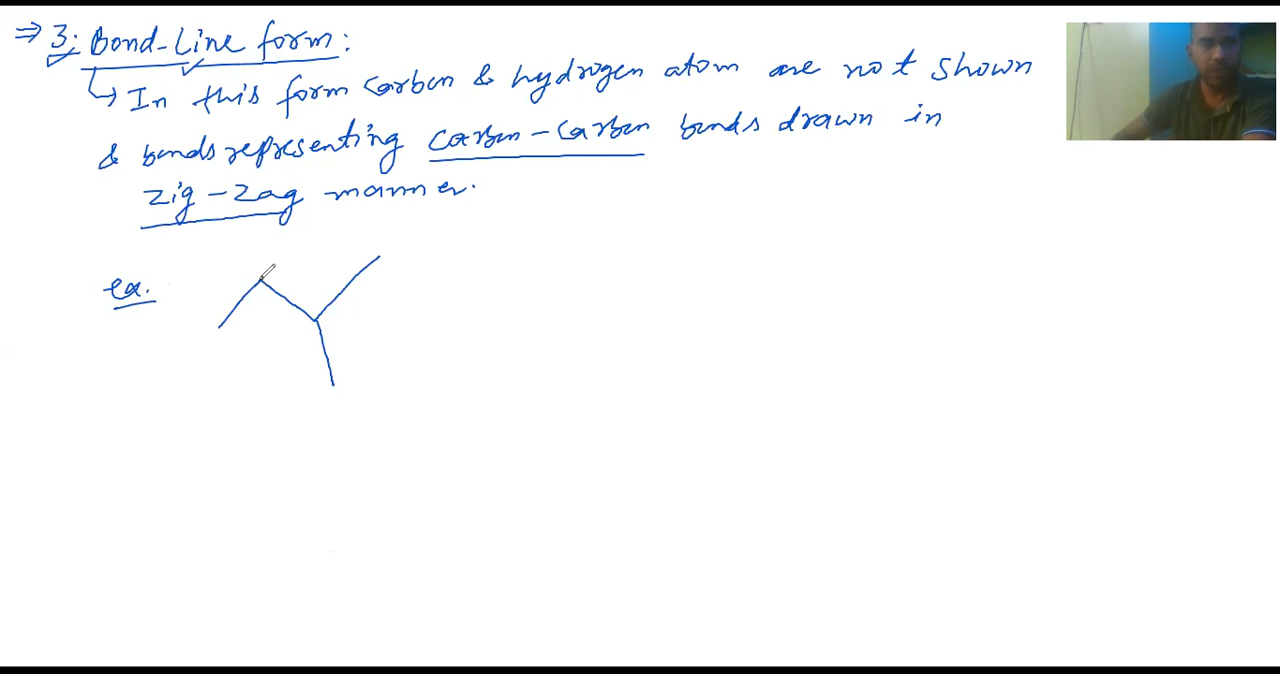 ⇒ 3: Bond-Line form:
↳ In this form carbon & hydrogen atom are not shown
& bonds representing carbon-carbon bonds drawn in
zig-zag manner.
ex.